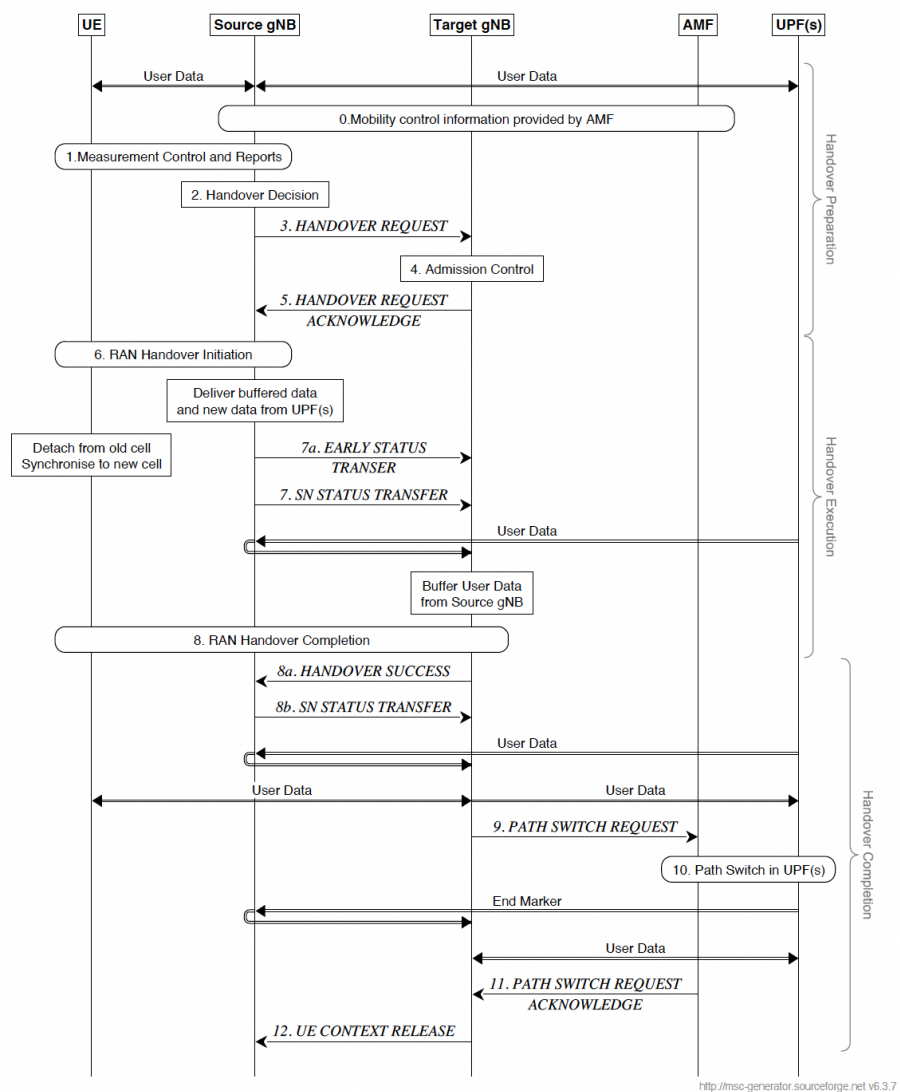 UE
Source gNB
Target gNB
AMF
UPF(s)
User Data
User Data
0.Mobility control information provided by AMF
1.Measurement Control and Reports
2. Handover Decision
3. HANDOVER REQUEST
4. Admission Control
5. HANDOVER REQUEST
ACKNOWLEDGE
Handover Preparation
6. RAN Handover Initiation
Deliver buffered data
and new data from UPF(s)
Detach from old cell
Synchronise to new cell
7a. EARLY STATUS
TRANSER
7. SN STATUS TRANSFER
User Data
Buffer User Data
from Source gNB
Handover Execution
8. RAN Handover Completion
8a. HANDOVER SUCCESS
8b. SN STATUS TRANSFER
User Data
User Data
User Data
9. PATH SWITCH REQUEST
10. Path Switch in UPF(s)
End Marker
User Data
11. PATH SWITCH REQUEST
ACKNOWLEDGE
12. UE CONTEXT RELEASE
Handover Completion
http://msc-generator.sourceforge.net v6.3.7